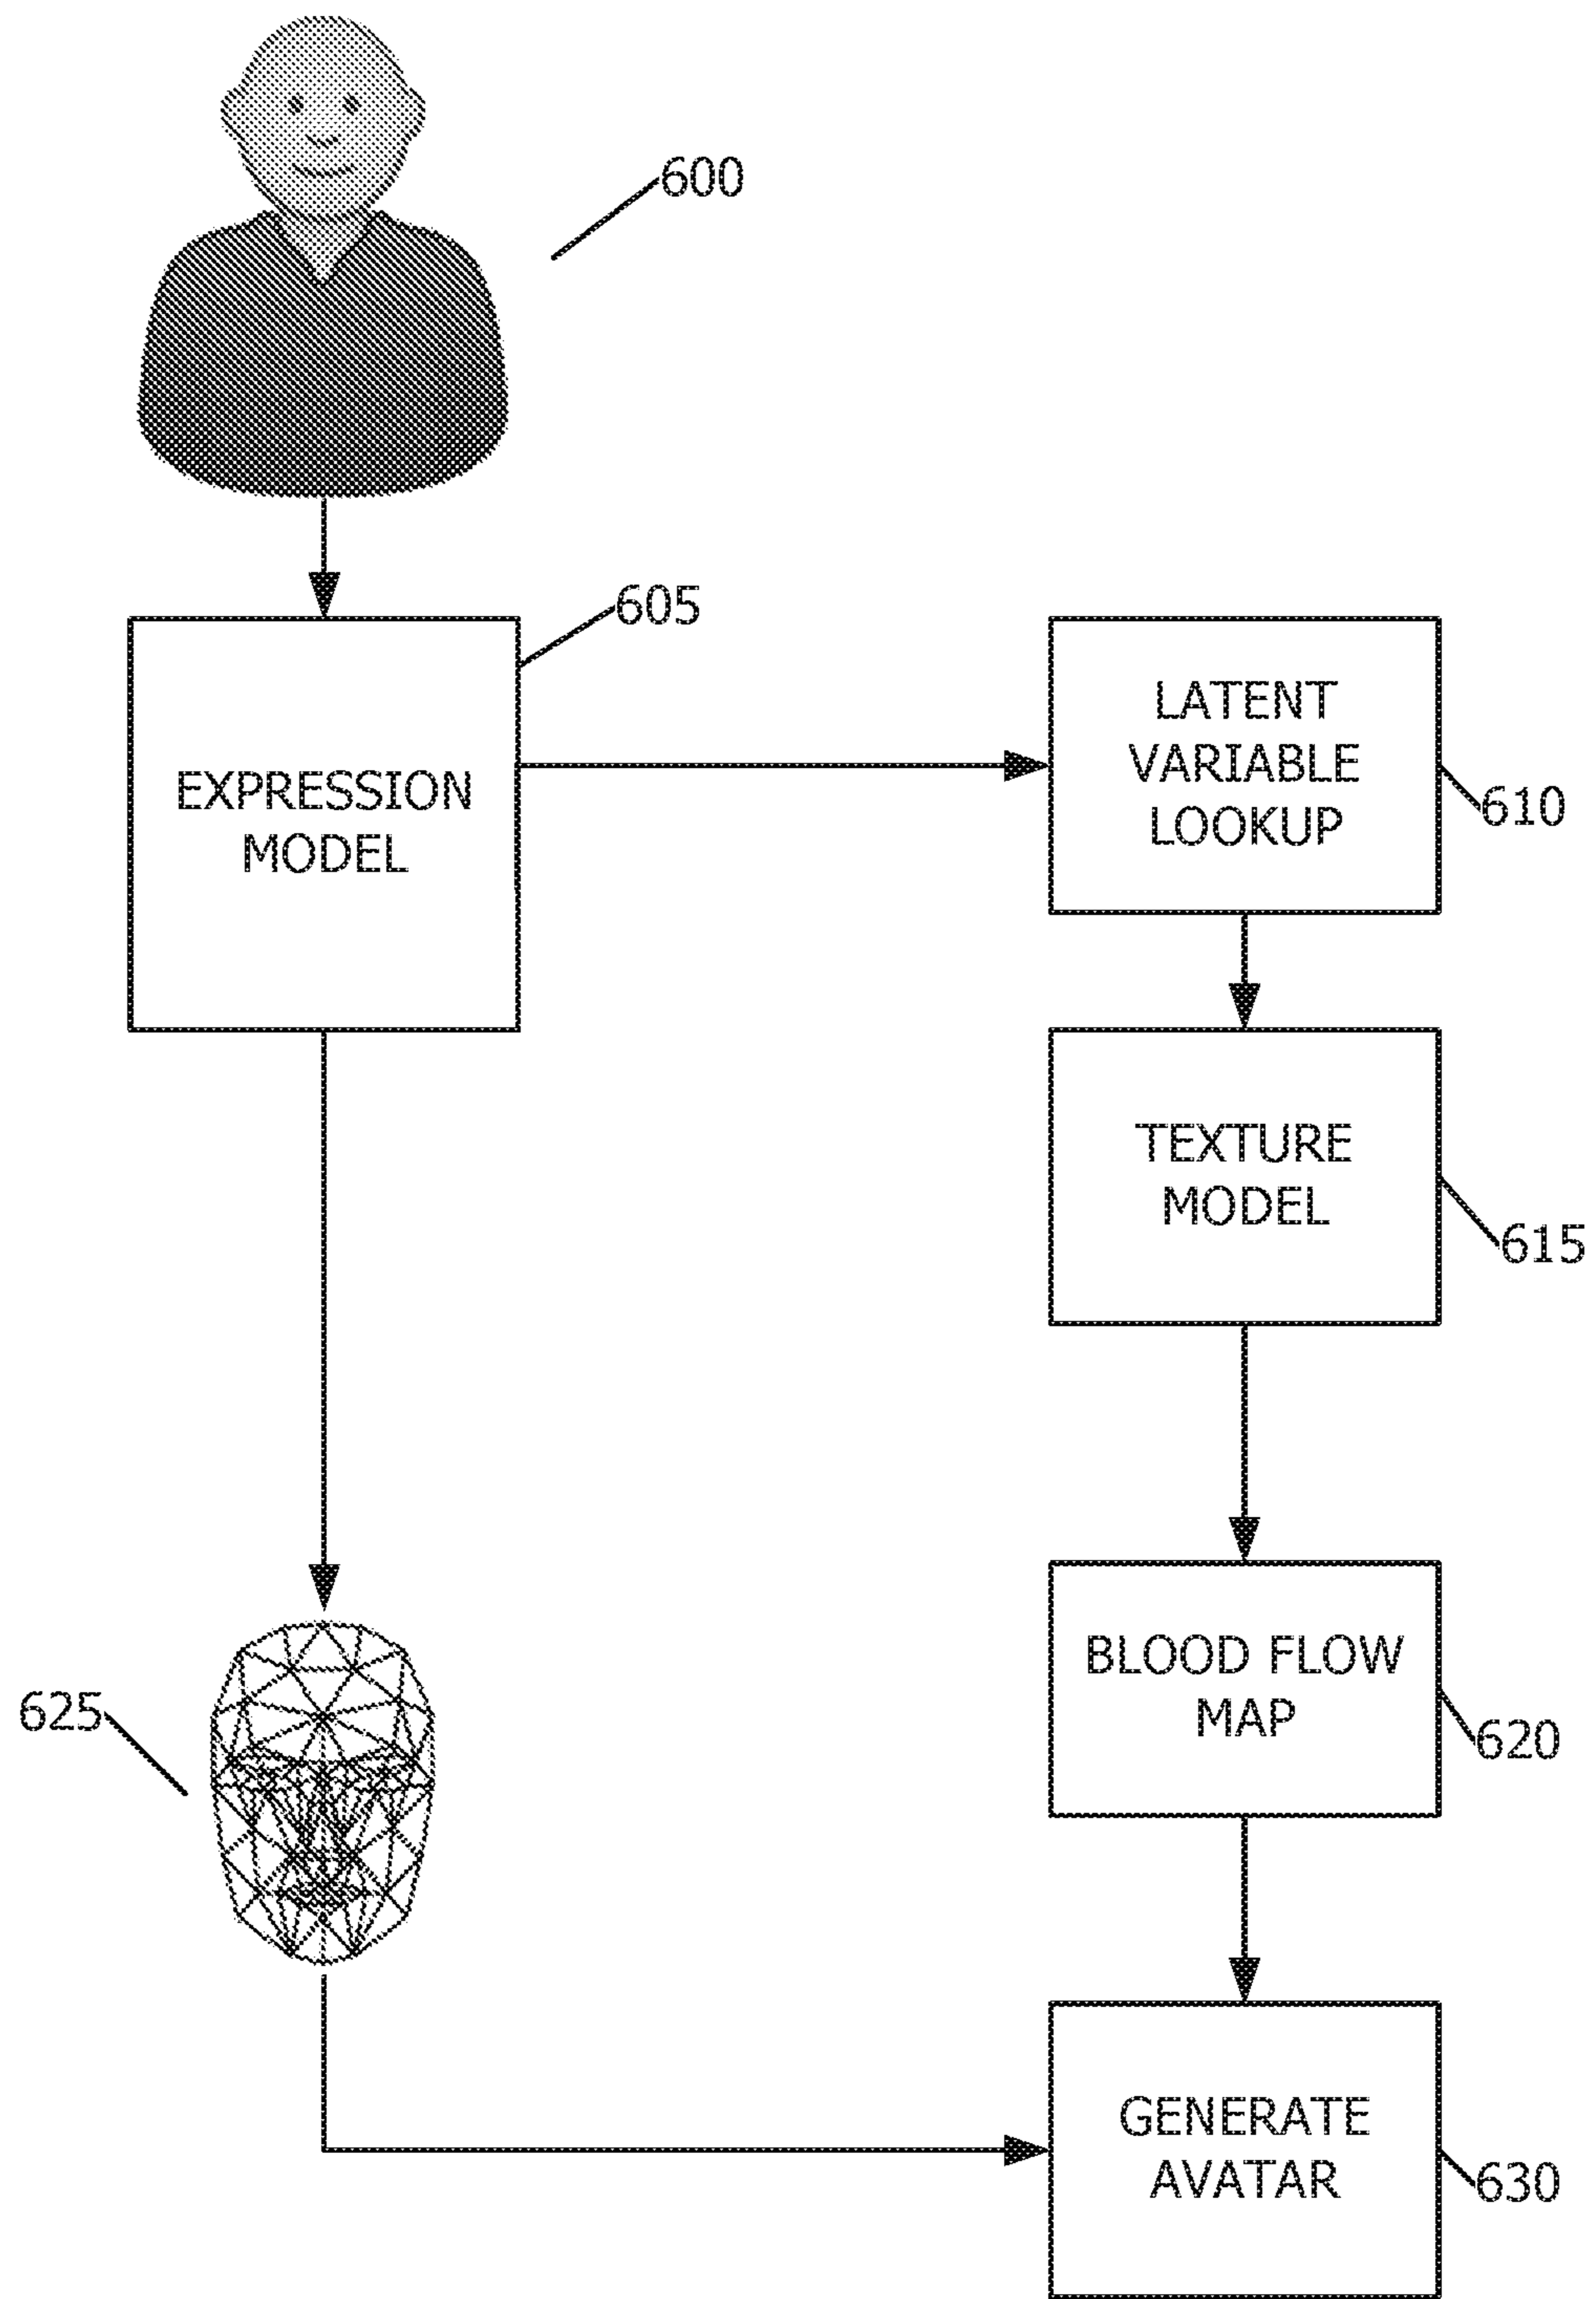 600
605
EXPRESSION
MODEL
LATENT
VARIABLE
LOOKUP
610
TEXTURE
MODEL
615
BLOOD FLOW
MAP
620
625
GENERATE
AVATAR
630